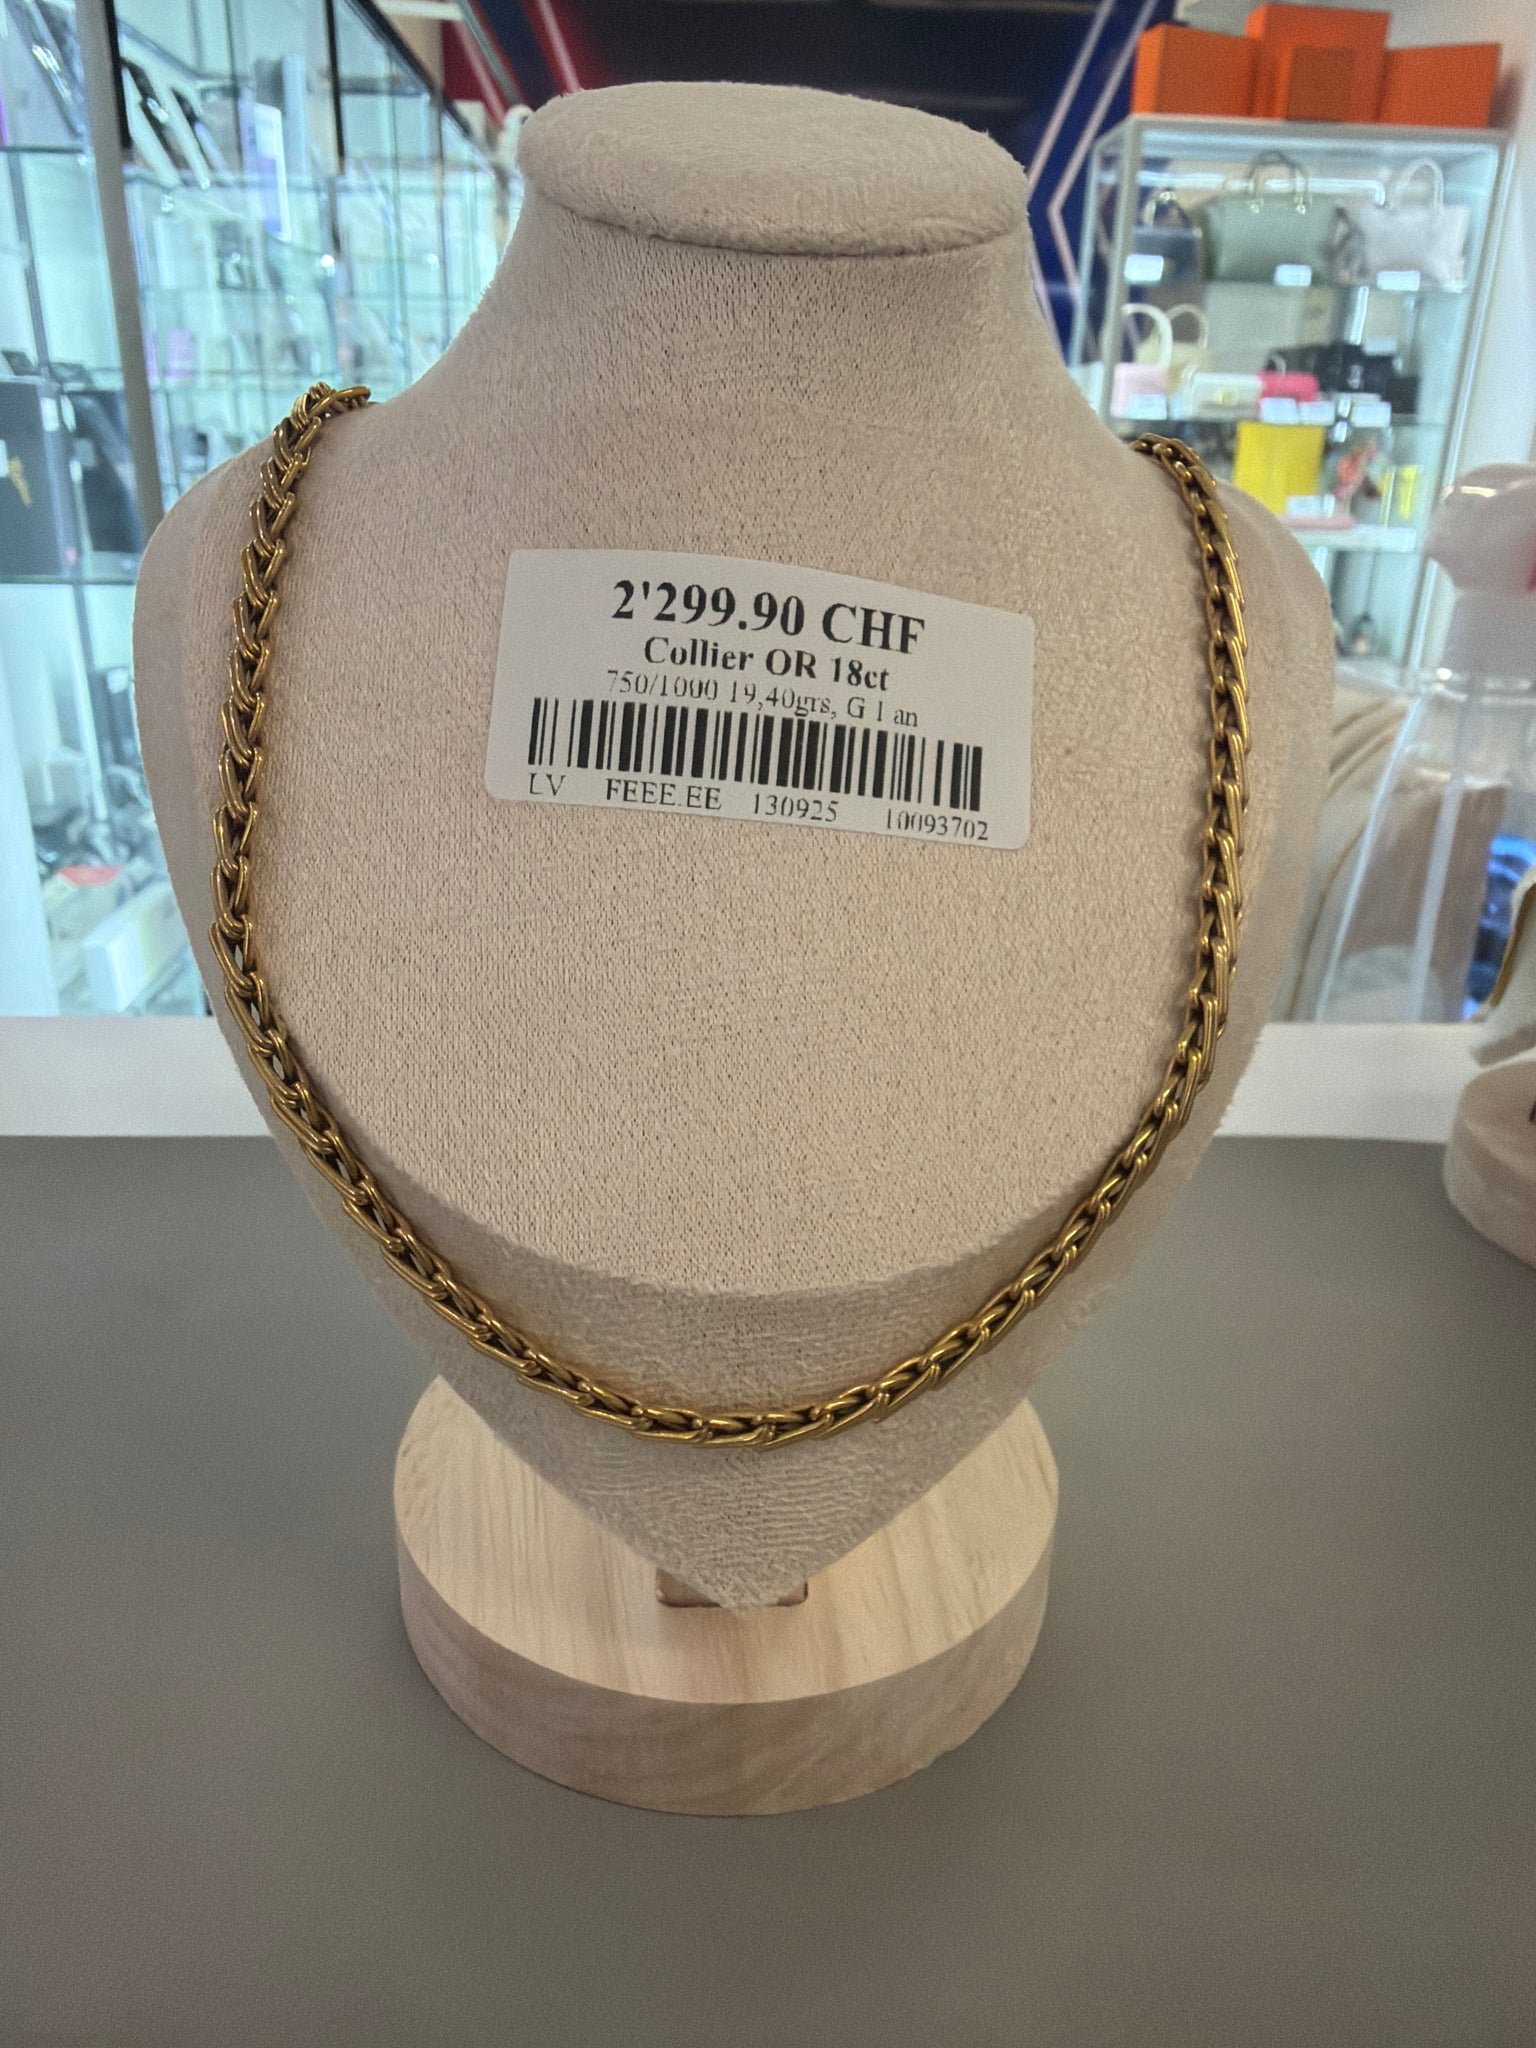 2'299.90 CHF
Collier OR 18ct
750/1000 19,40grs, G 1 an
LV FEEE.EE 130925 10093702